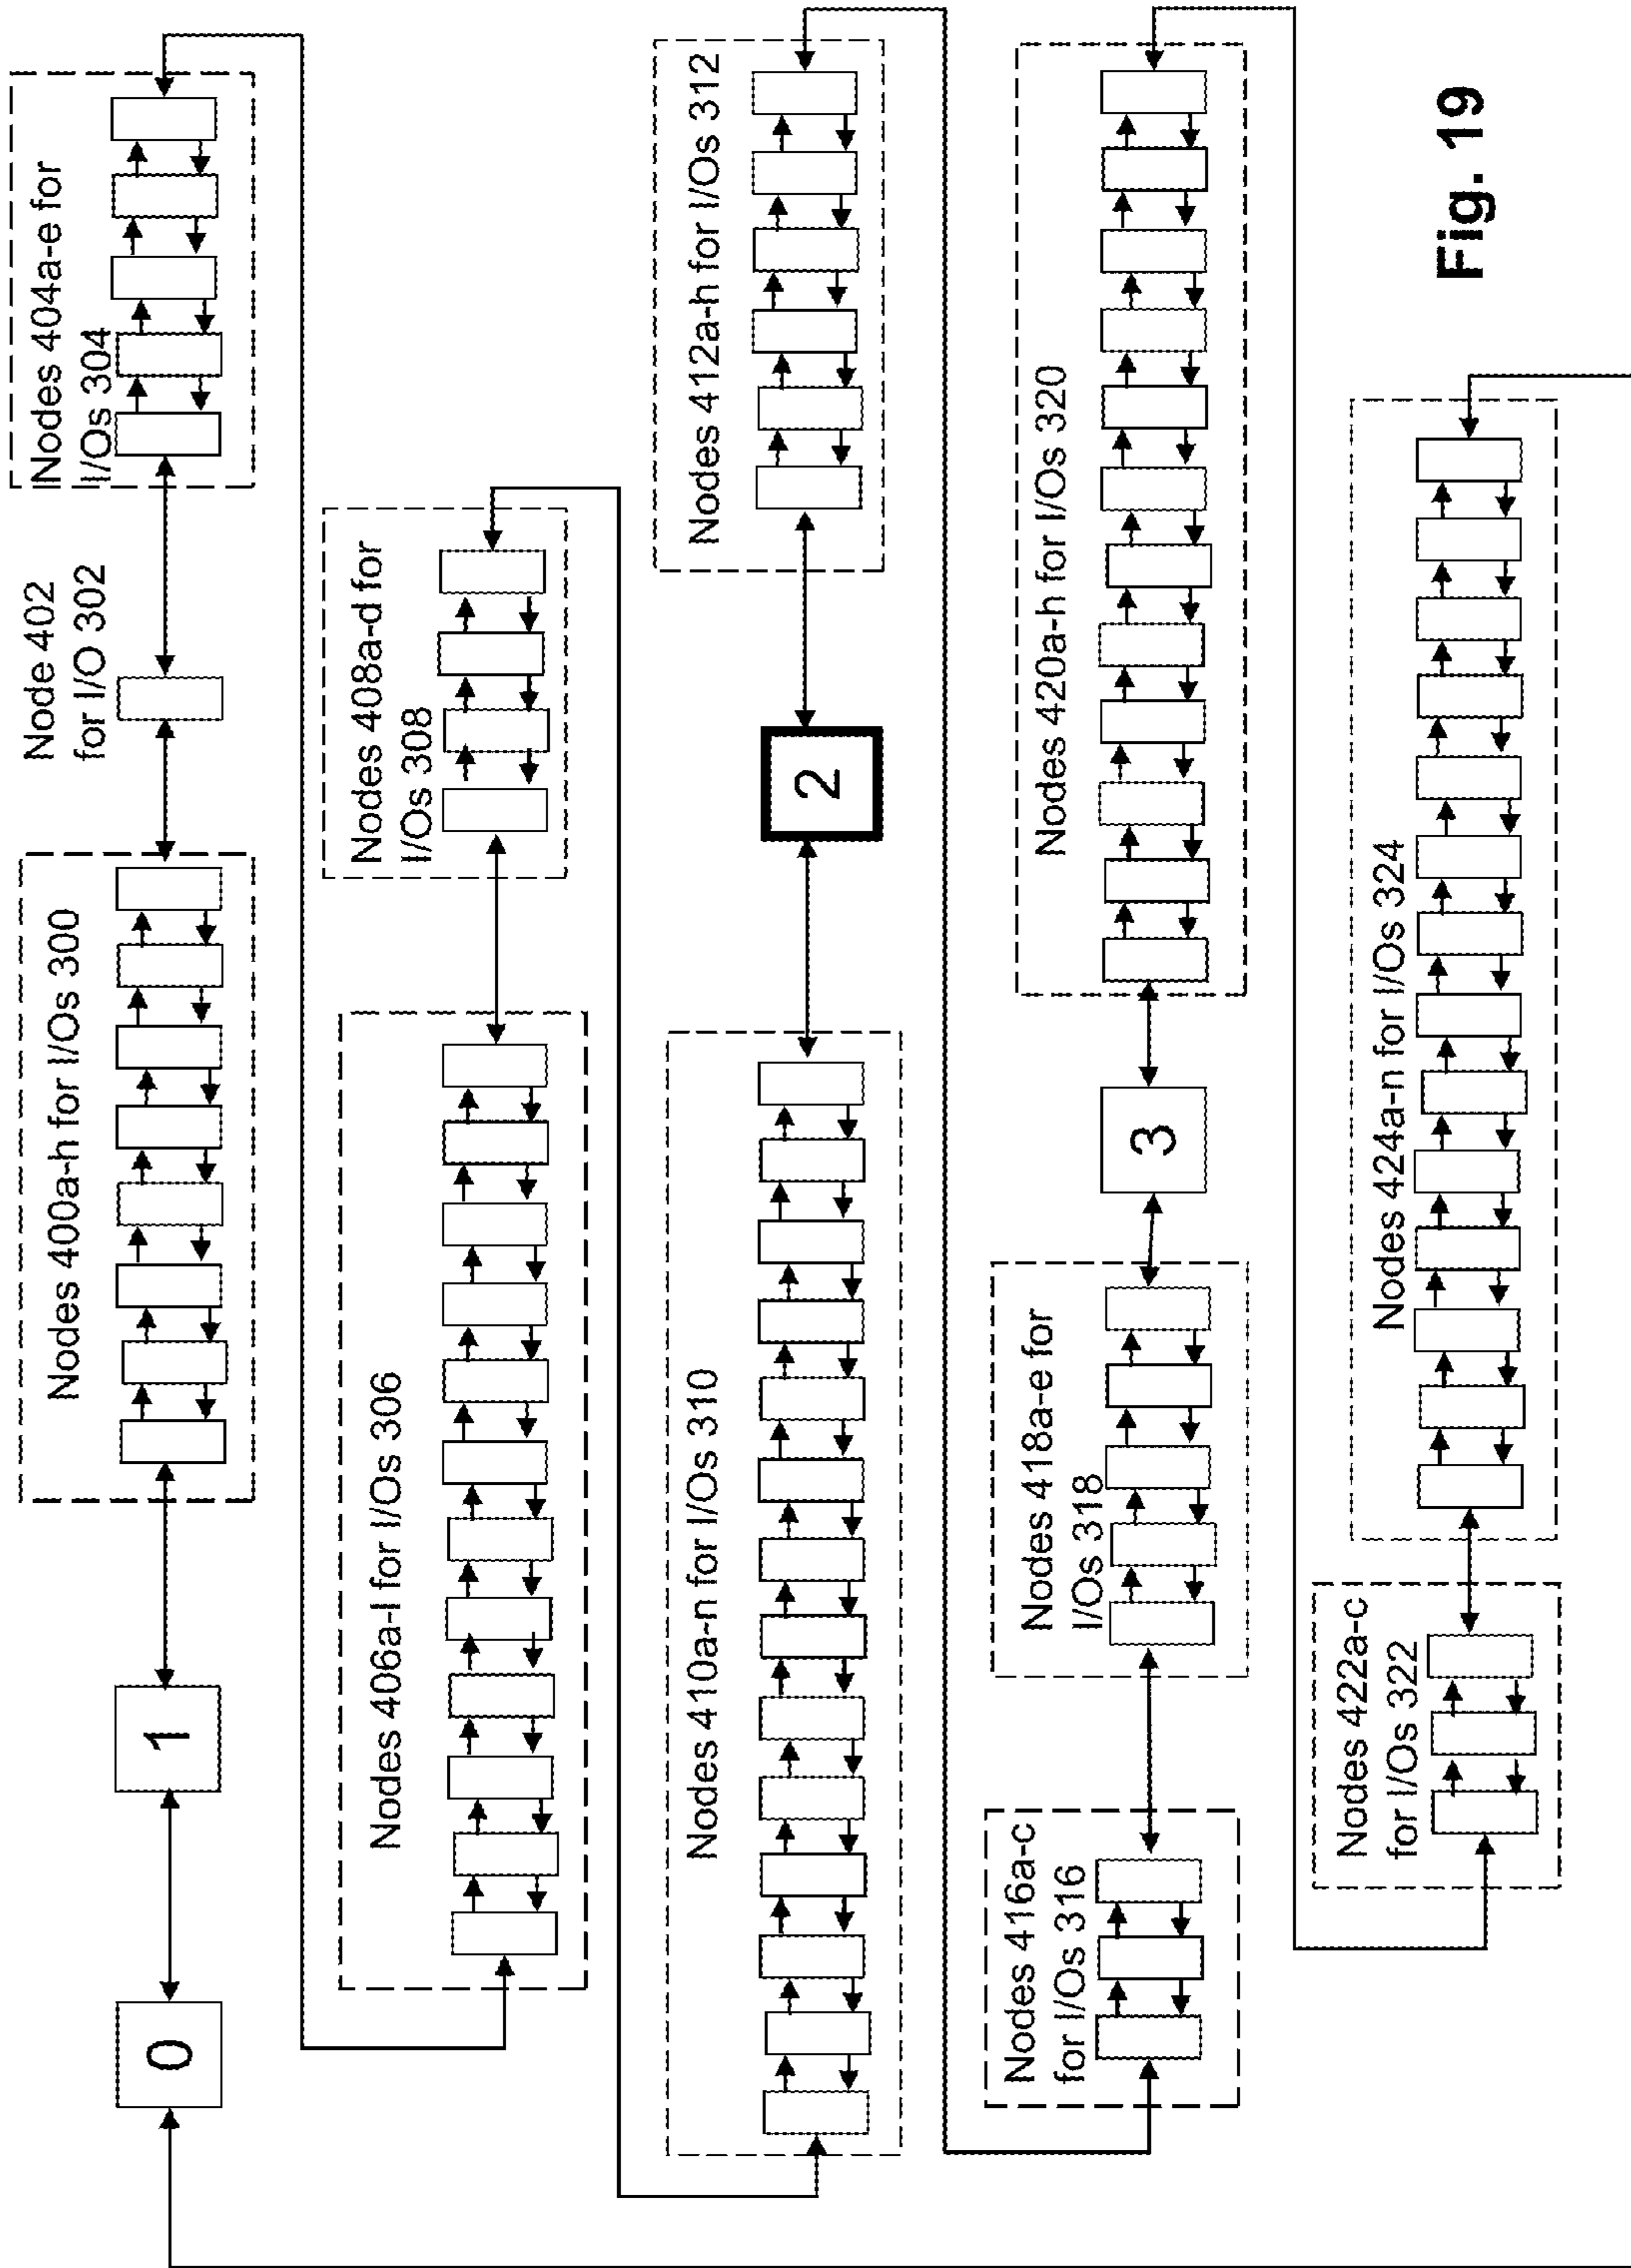 0
1
Nodes 400a-h for I/Os 300
Node 402
for I/O 302
Nodes 404a-e for
I/Os 304
Nodes 406a-l for I/Os 306
Nodes 408a-d for
I/Os 308
Nodes 410a-n for I/Os 310
2
Nodes 412a-h for I/Os 312
Nodes 416a-c
for I/Os 316
Nodes 418a-e for
I/Os 318
3
Nodes 420a-h for I/Os 320
Nodes 422a-c
for I/Os 322
Nodes 424a-n for I/Os 324
Fig. 19